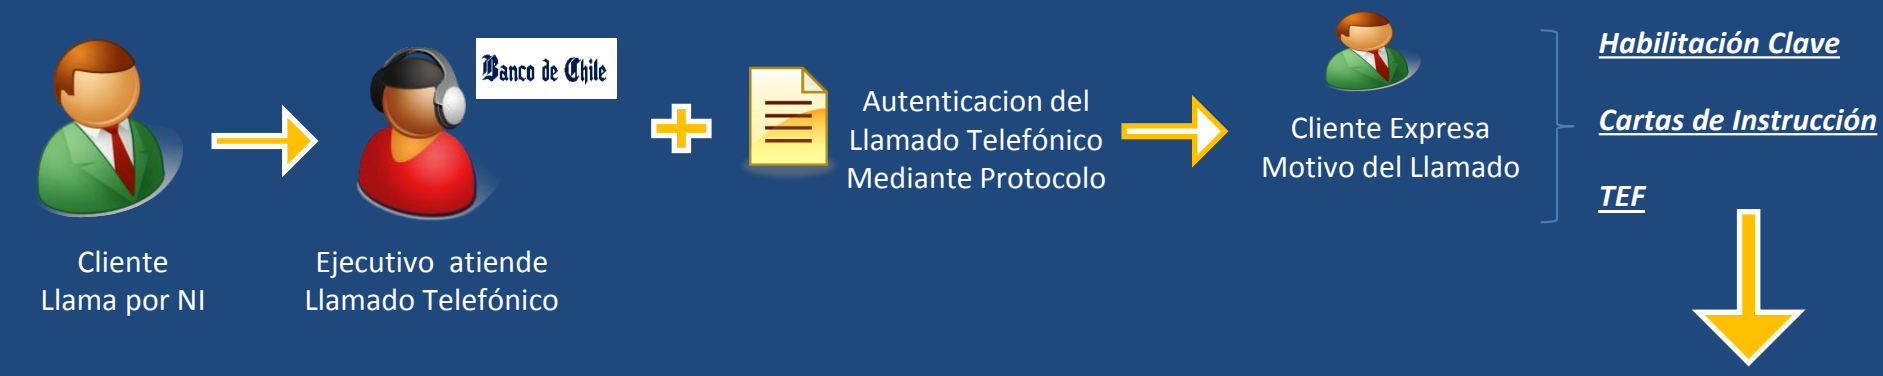 Banco de Chile
Cliente
Llama por NI
Ejecutivo atiende
Llamado Telefónico
Autenticacion del
Llamado Telefónico
Mediante Protocolo
Cliente Expresa
Motivo del Llamado
Habilitación Clave
Cartas de Instrucción
TEF